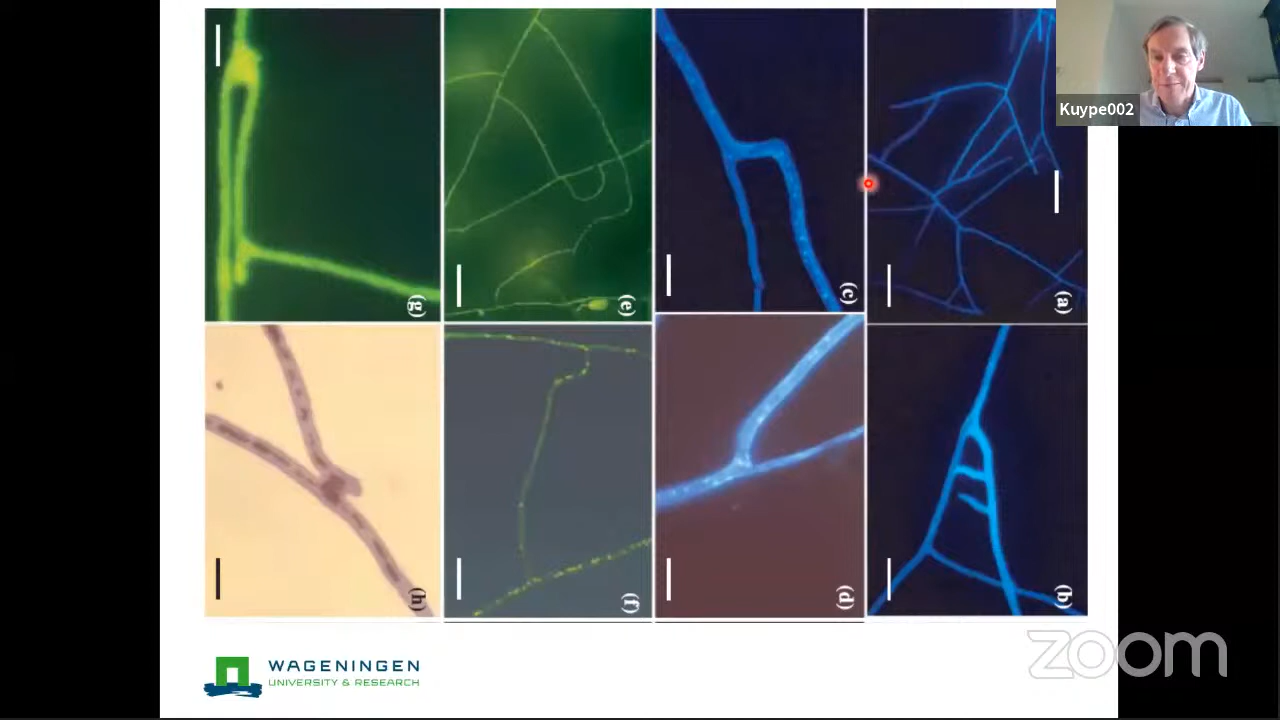 Kuype002
(g)
(e)
(c)
(a)
(h)
(f)
(d)
(b)
WAGENINGEN
UNIVERSITY & RESEARCH
zoom